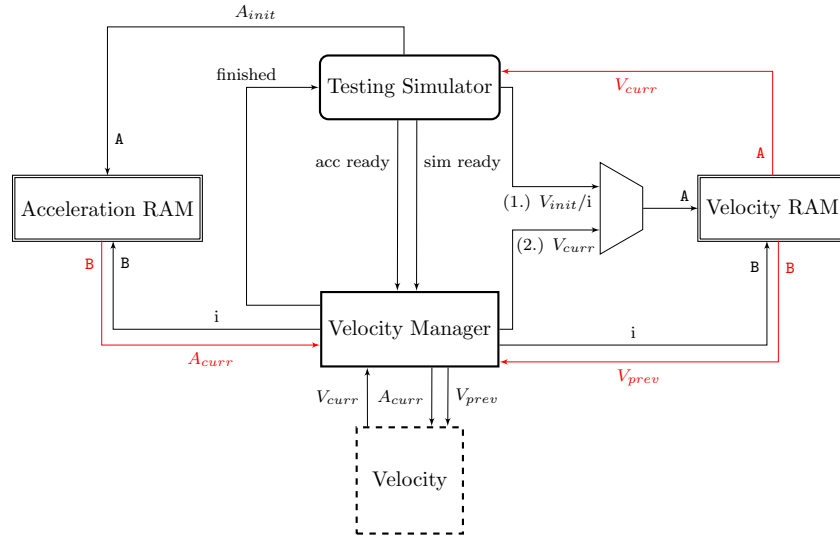 A_init
finished
Testing Simulator
V_curr
A
acc ready
sim ready
A
Acceleration RAM
(1.) V_init/i
A
Velocity RAM
(2.) V_curr
B
B
B
B
i
Velocity Manager
i
A_curr
V_prev
V_curr
A_curr
V_prev
Velocity